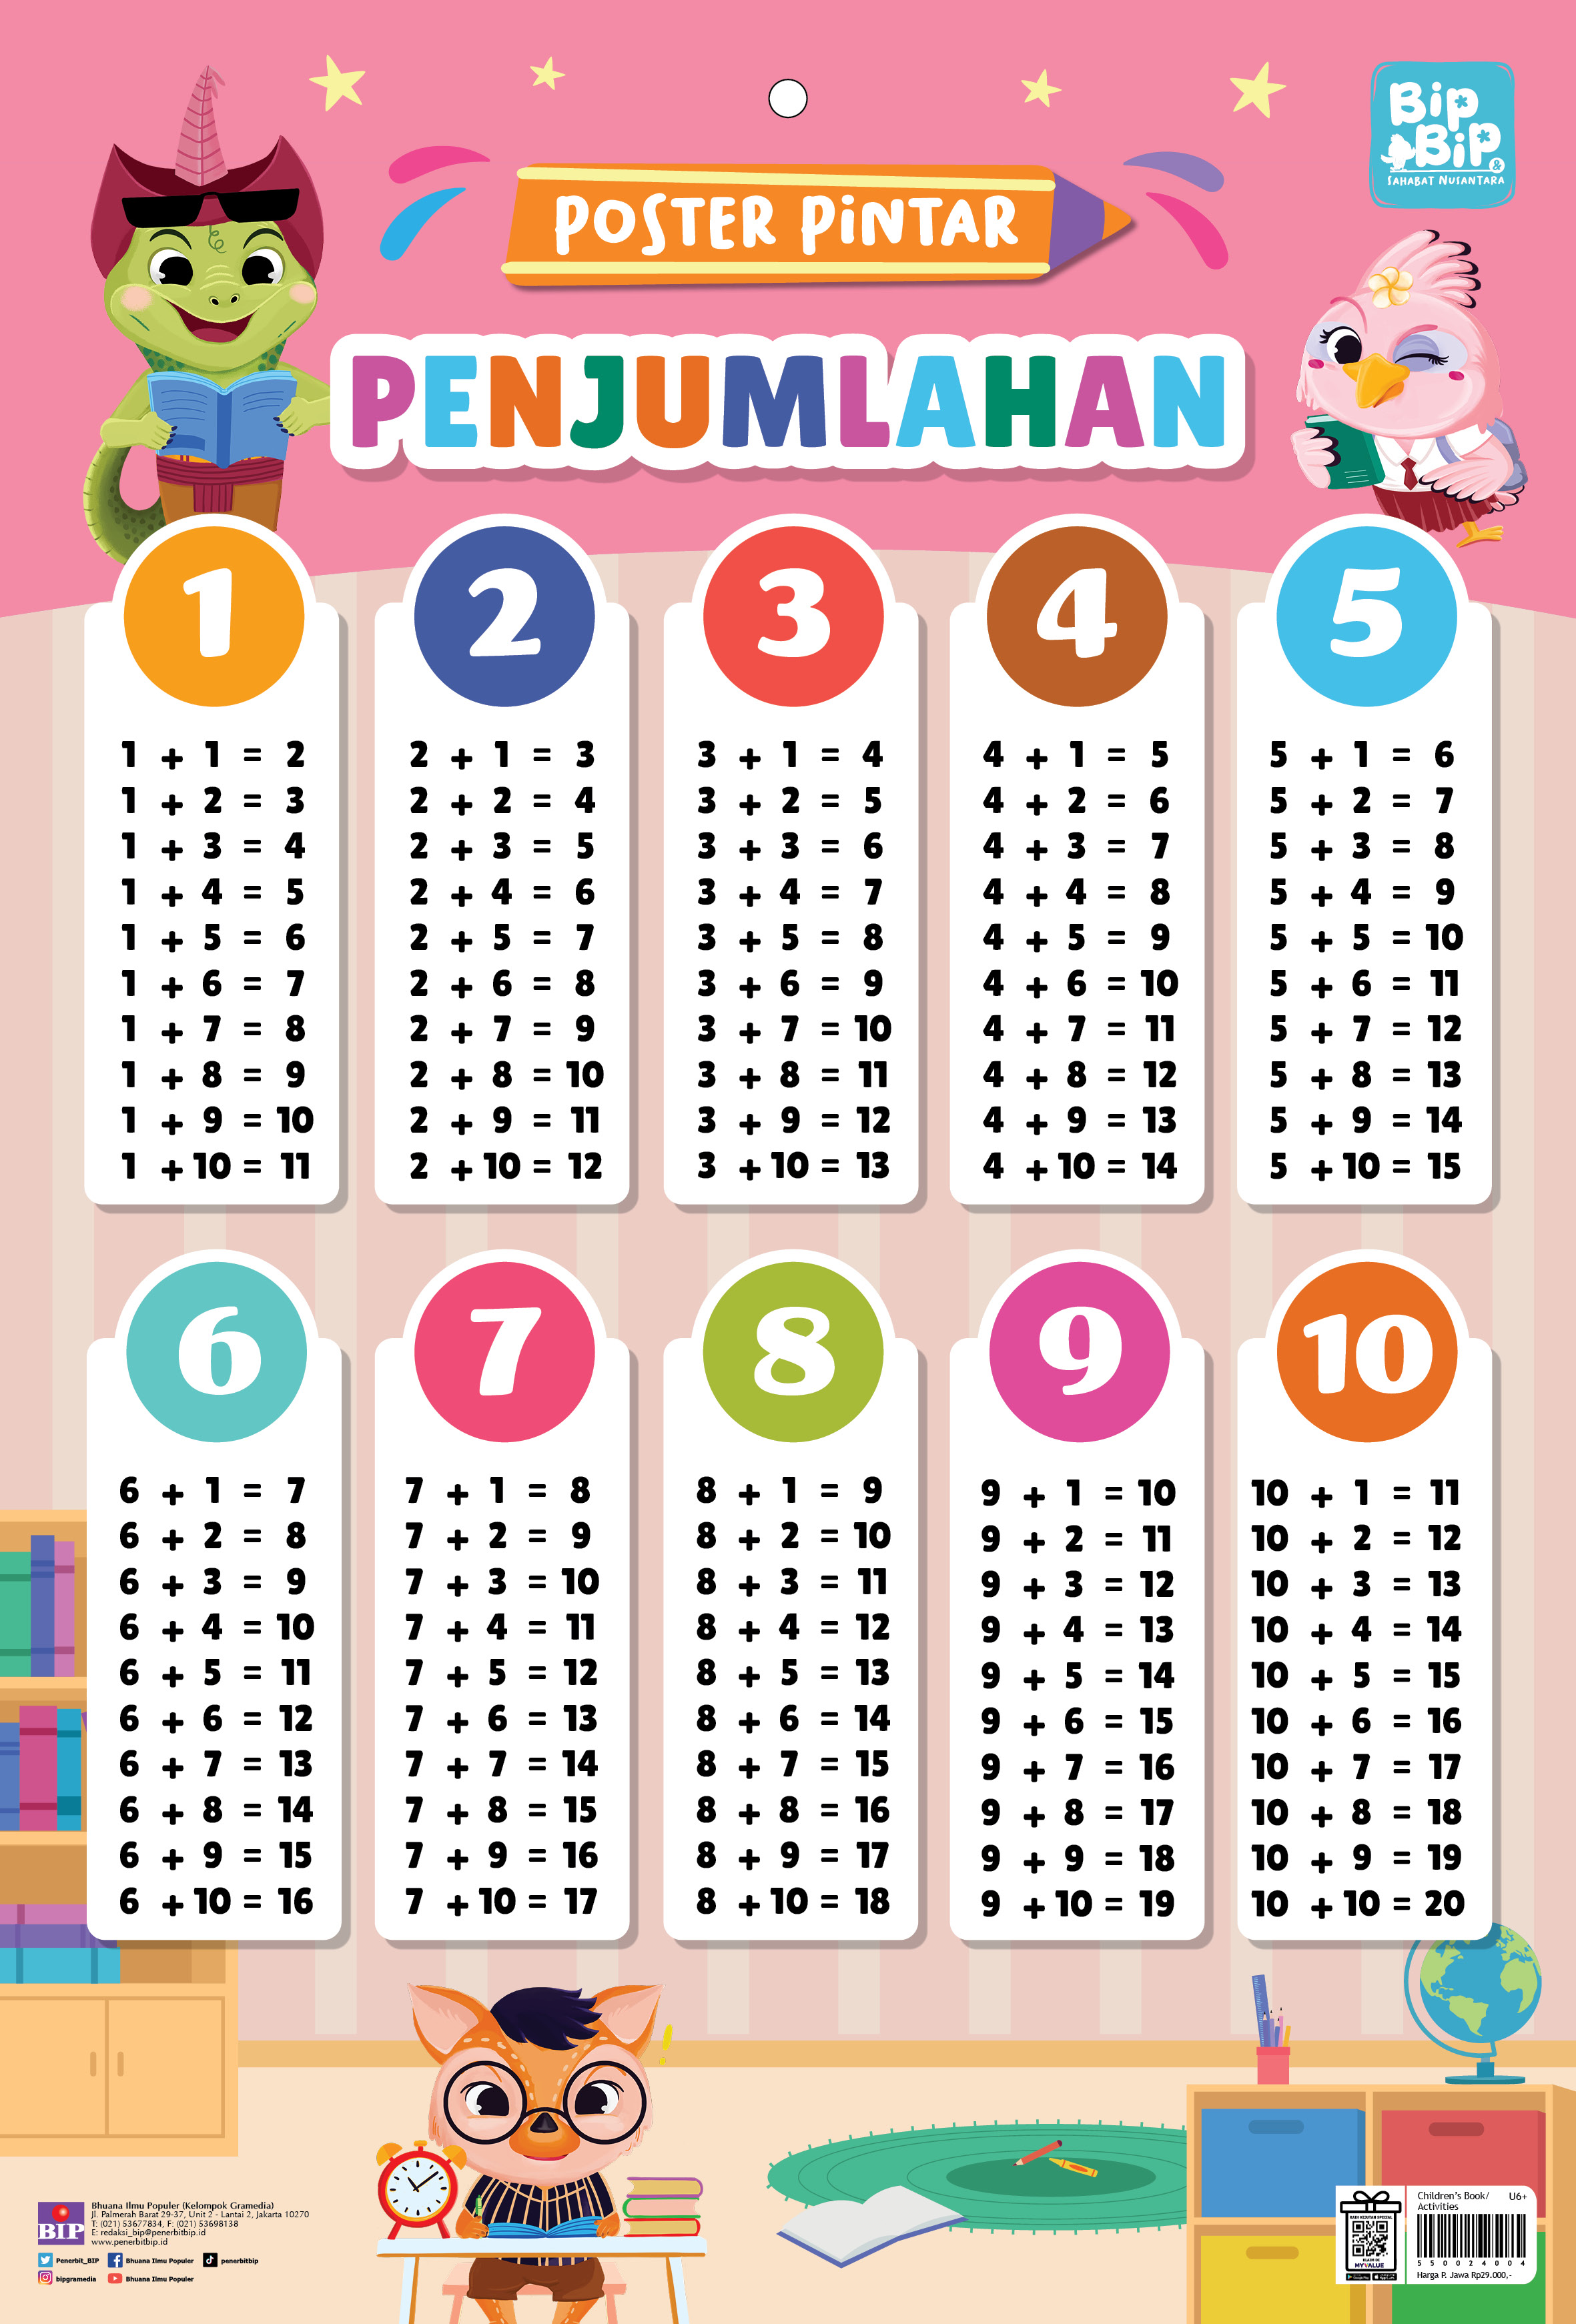 Bip
Bip
&
SAHABAT NUSANTARA
POSTER PINTAR
PENJUMLAHAN
1
1 + 1 = 2
1 + 2 = 3
1 + 3 = 4
1 + 4 = 5
1 + 5 = 6
1 + 6 = 7
1 + 7 = 8
1 + 8 = 9
1 + 9 = 10
1 + 10 = 11
2
2 + 1 = 3
2 + 2 = 4
2 + 3 = 5
2 + 4 = 6
2 + 5 = 7
2 + 6 = 8
2 + 7 = 9
2 + 8 = 10
2 + 9 = 11
2 + 10 = 12
3
3 + 1 = 4
3 + 2 = 5
3 + 3 = 6
3 + 4 = 7
3 + 5 = 8
3 + 6 = 9
3 + 7 = 10
3 + 8 = 11
3 + 9 = 12
3 + 10 = 13
4
4 + 1 = 5
4 + 2 = 6
4 + 3 = 7
4 + 4 = 8
4 + 5 = 9
4 + 6 = 10
4 + 7 = 11
4 + 8 = 12
4 + 9 = 13
4 + 10 = 14
5
5 + 1 = 6
5 + 2 = 7
5 + 3 = 8
5 + 4 = 9
5 + 5 = 10
5 + 6 = 11
5 + 7 = 12
5 + 8 = 13
5 + 9 = 14
5 + 10 = 15
6
6 + 1 = 7
6 + 2 = 8
6 + 3 = 9
6 + 4 = 10
6 + 5 = 11
6 + 6 = 12
6 + 7 = 13
6 + 8 = 14
6 + 9 = 15
6 + 10 = 16
7
7 + 1 = 8
7 + 2 = 9
7 + 3 = 10
7 + 4 = 11
7 + 5 = 12
7 + 6 = 13
7 + 7 = 14
7 + 8 = 15
7 + 9 = 16
7 + 10 = 17
8
8 + 1 = 9
8 + 2 = 10
8 + 3 = 11
8 + 4 = 12
8 + 5 = 13
8 + 6 = 14
8 + 7 = 15
8 + 8 = 16
8 + 9 = 17
8 + 10 = 18
9
9 + 1 = 10
9 + 2 = 11
9 + 3 = 12
9 + 4 = 13
9 + 5 = 14
9 + 6 = 15
9 + 7 = 16
9 + 8 = 17
9 + 9 = 18
9 + 10 = 19
10
10 + 1 = 11
10 + 2 = 12
10 + 3 = 13
10 + 4 = 14
10 + 5 = 15
10 + 6 = 16
10 + 7 = 17
10 + 8 = 18
10 + 9 = 19
10 + 10 = 20
BIP
Bhuana Ilmu Populer (Kelompok Gramedia)
Jl. Palmerah Barat 29-37, Unit 2 - Lantai 2, Jakarta 10270
T: (021) 53677834, F: (021) 53698138
E: redaksi_bip@penerbitbip.id
www.penerbitbip.id
Penerbit_BIP Bhuana Ilmu Populer penerbitbip
bipgramedia Bhuana Ilmu Populer
MYVALUE
Children's Book/ U6+
Activities
5 5 0 0 2 4 0 0 4
Harga P. Jawa Rp29.000,-